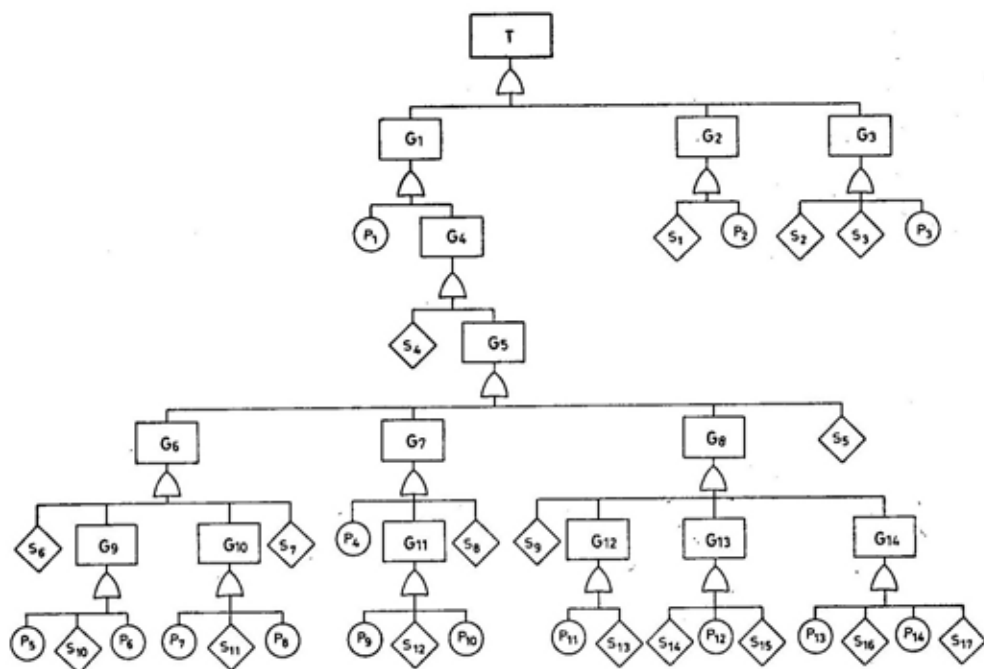 T
G1 G2 G3
P1 G4 S1 P2 S2 S3 P3
S4 G5
G6 G7 G8 S5
S6 G9 G10 S7 P4 G11 S8 S9 G12 G13 G14
P5 S10 P6 P7 S11 P8 P9 S12 P10 P11 S13 S14 P12 S15 P13 S16 P14 S17